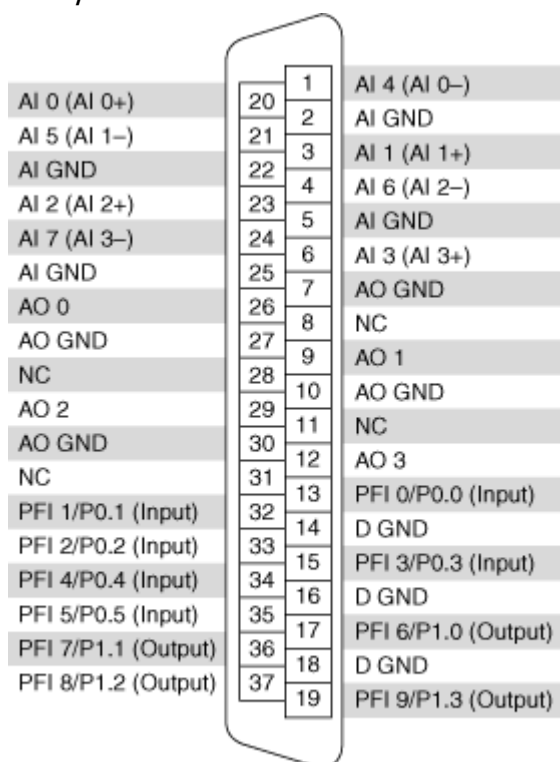 AI 0 (AI 0+) 20
AI 5 (AI 1–) 21
AI GND 22
AI 2 (AI 2+) 23
AI 7 (AI 3–) 24
AI GND 25
AO 0 26
AO GND 27
NC 28
AO 2 29
AO GND 30
NC 31
PFI 1/P0.1 (Input) 32
PFI 2/P0.2 (Input) 33
PFI 4/P0.4 (Input) 34
PFI 5/P0.5 (Input) 35
PFI 7/P1.1 (Output) 36
PFI 8/P1.2 (Output) 37
1 AI 4 (AI 0–)
2 AI GND
3 AI 1 (AI 1+)
4 AI 6 (AI 2–)
5 AI GND
6 AI 3 (AI 3+)
7 AO GND
8 NC
9 AO 1
10 AO GND
11 NC
12 AO 3
13 PFI 0/P0.0 (Input)
14 D GND
15 PFI 3/P0.3 (Input)
16 D GND
17 PFI 6/P1.0 (Output)
18 D GND
19 PFI 9/P1.3 (Output)